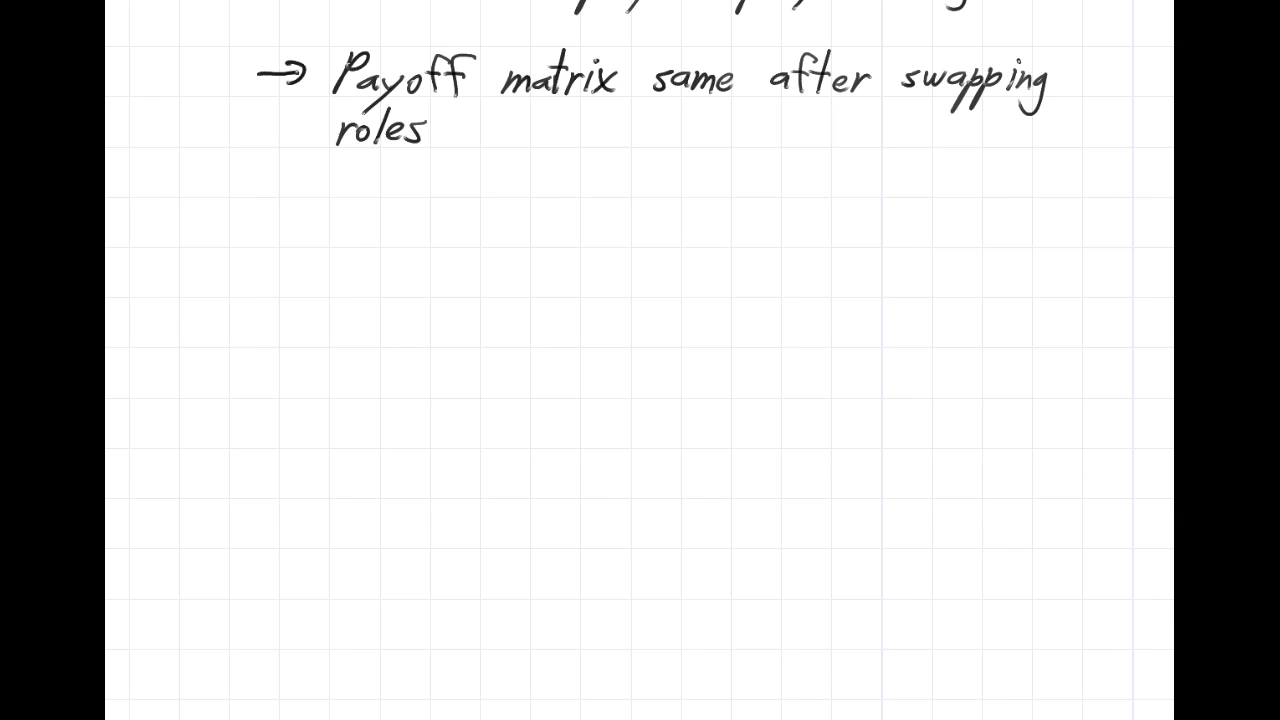 → Payoff matrix same after swapping
roles